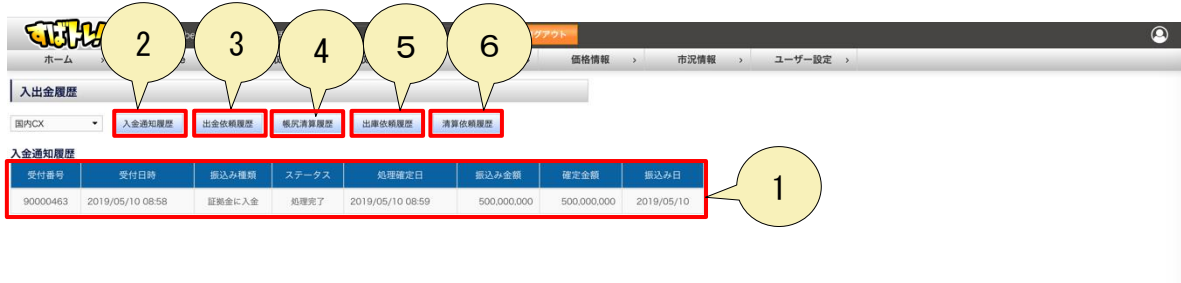 すばトレ!
2 3 4 5 6
ログアウト
ホーム › 価格情報 › 市況情報 › ユーザー設定 ›
入出金履歴
国内CX 入金通知履歴 出金依頼履歴 帳尻清算履歴 出庫依頼履歴 清算依頼履歴
入金通知履歴
受付番号 受付日時 振込み種類 ステータス 処理確定日 振込み金額 確定金額 振込み日
90000463 2019/05/10 08:58 証拠金に入金 処理完了 2019/05/10 08:59 500,000,000 500,000,000 2019/05/10
1